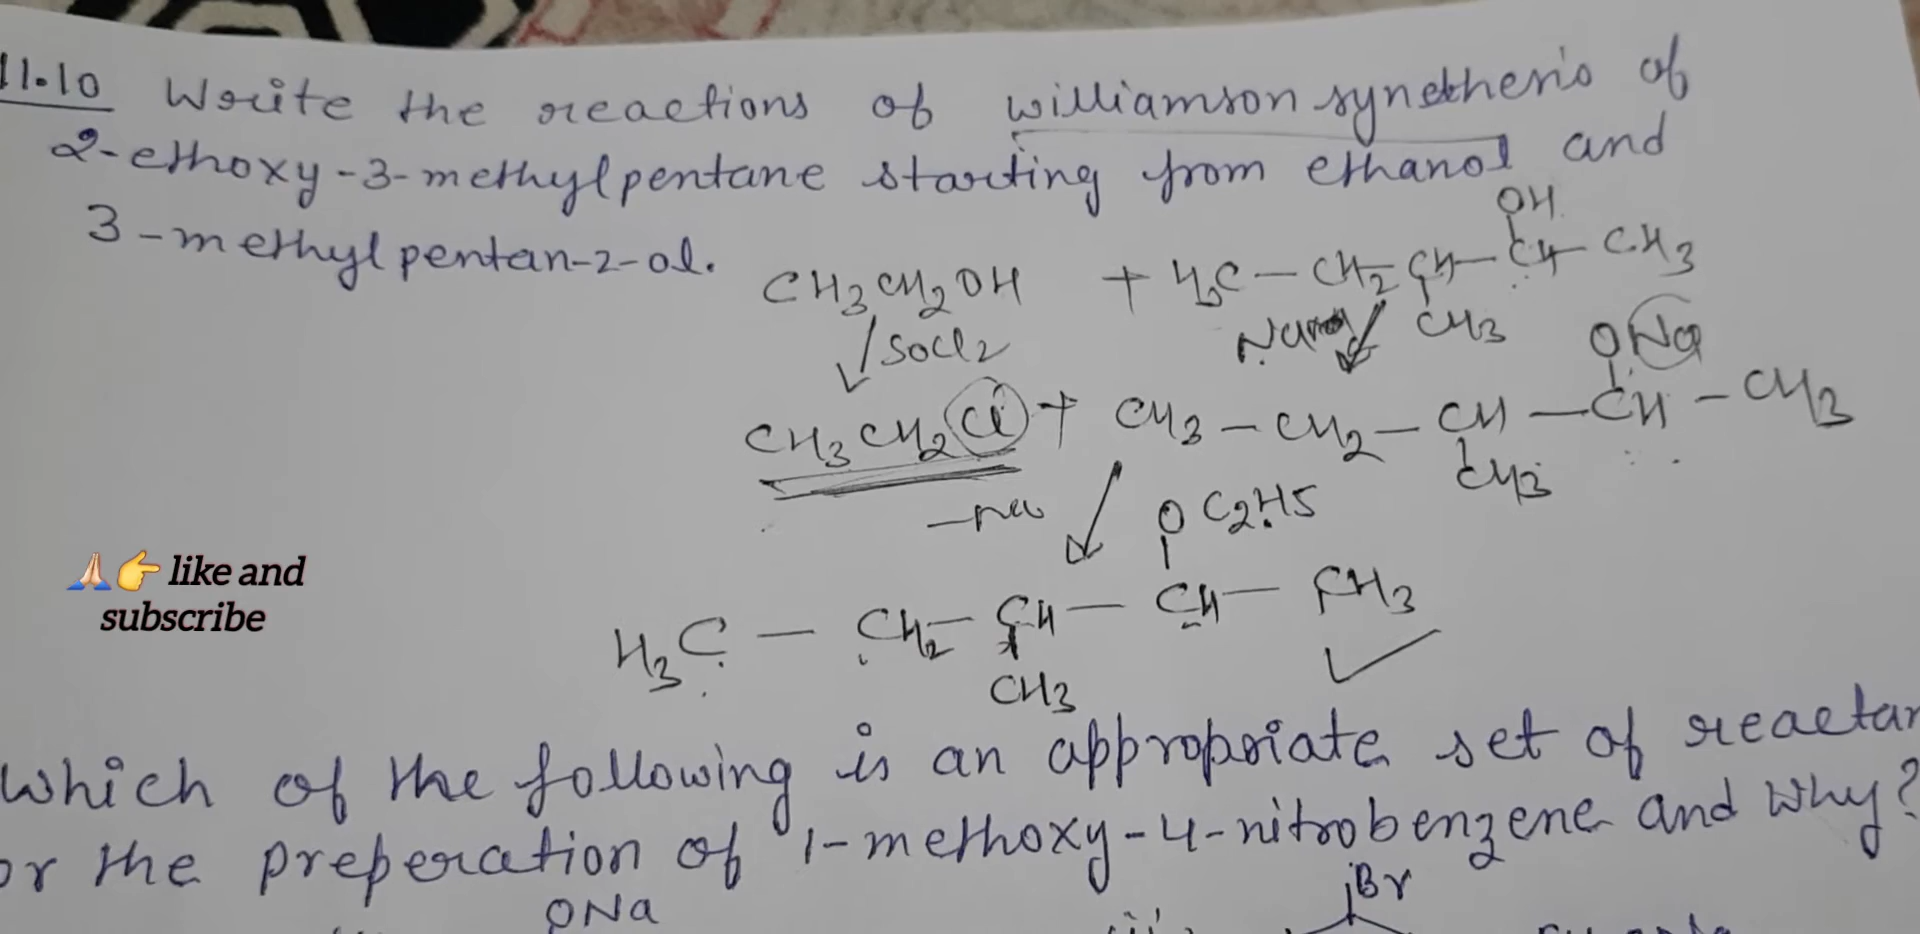 11.10 Write the reactions of williamson synethesis of
2-ethoxy-3-methylpentane starting from ethanol and
3-methylpentan-2-ol.
OH
CH3CH2OH + H3C-CH2-CH-CH-CH3
CH3
SOCl2
ONa
CH3CH2Cl + CH3-CH2-CH-CH-CH3
CH3
OC2H5
H3C-CH2-CH-CH-CH3
CH3
🙏👉 like and
subscribe
which of the following is an appropriate set of reactan
or the preperation of 1-methoxy-4-nitrobenzene and why?
ONa
Br